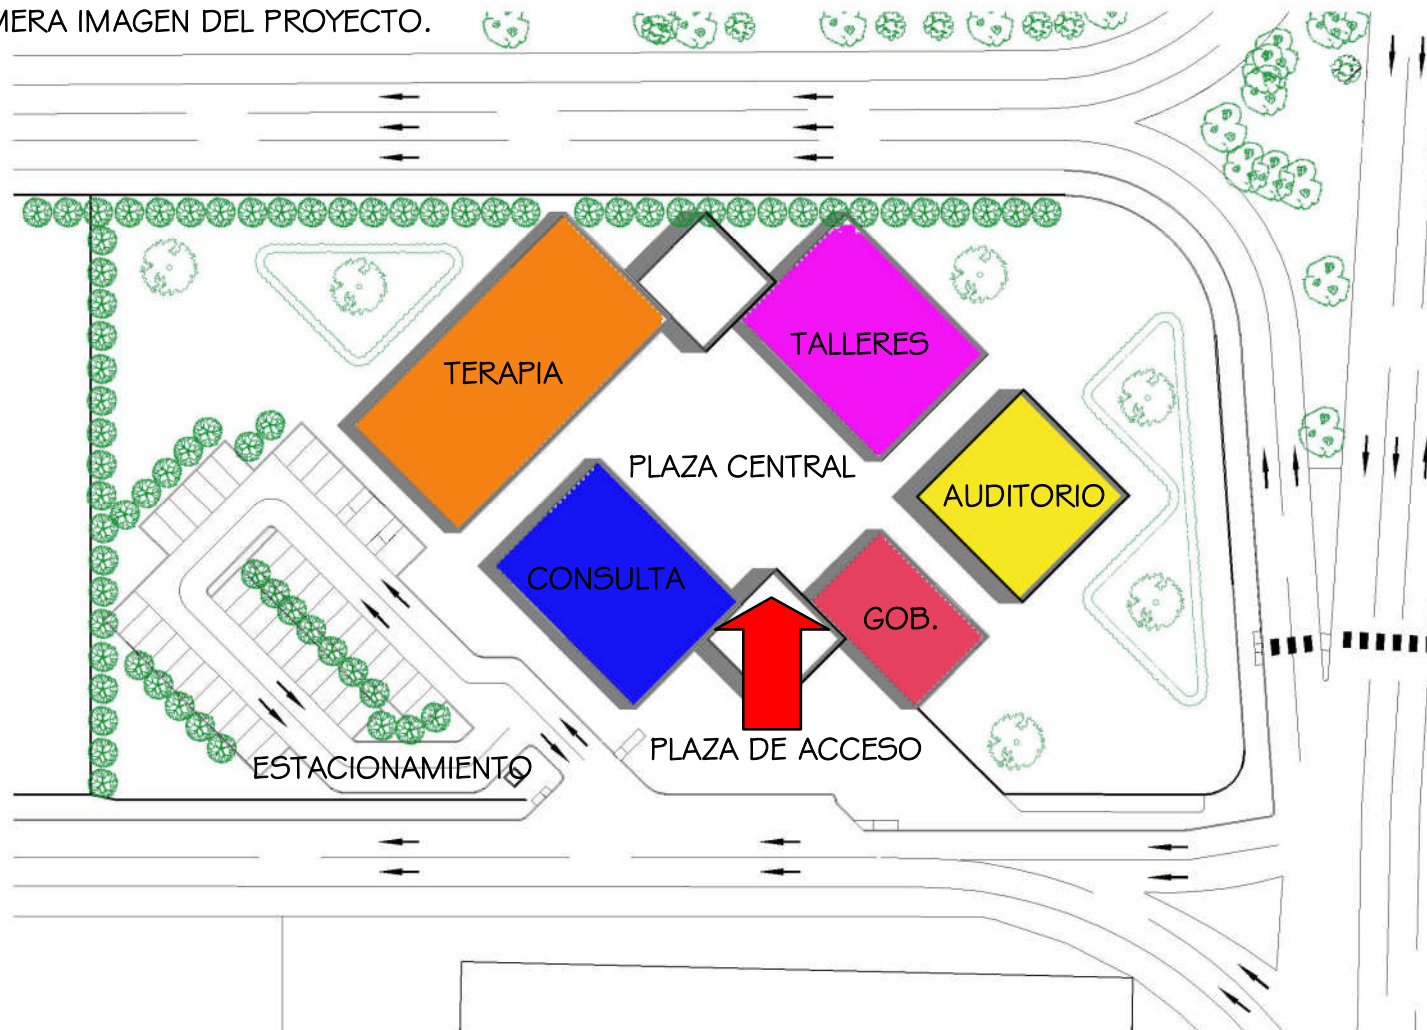 MERA IMAGEN DEL PROYECTO.
TALLERES
TERAPIA
PLAZA CENTRAL
AUDITORIO
CONSULTA
GOB.
PLAZA DE ACCESO
ESTACIONAMIENTO